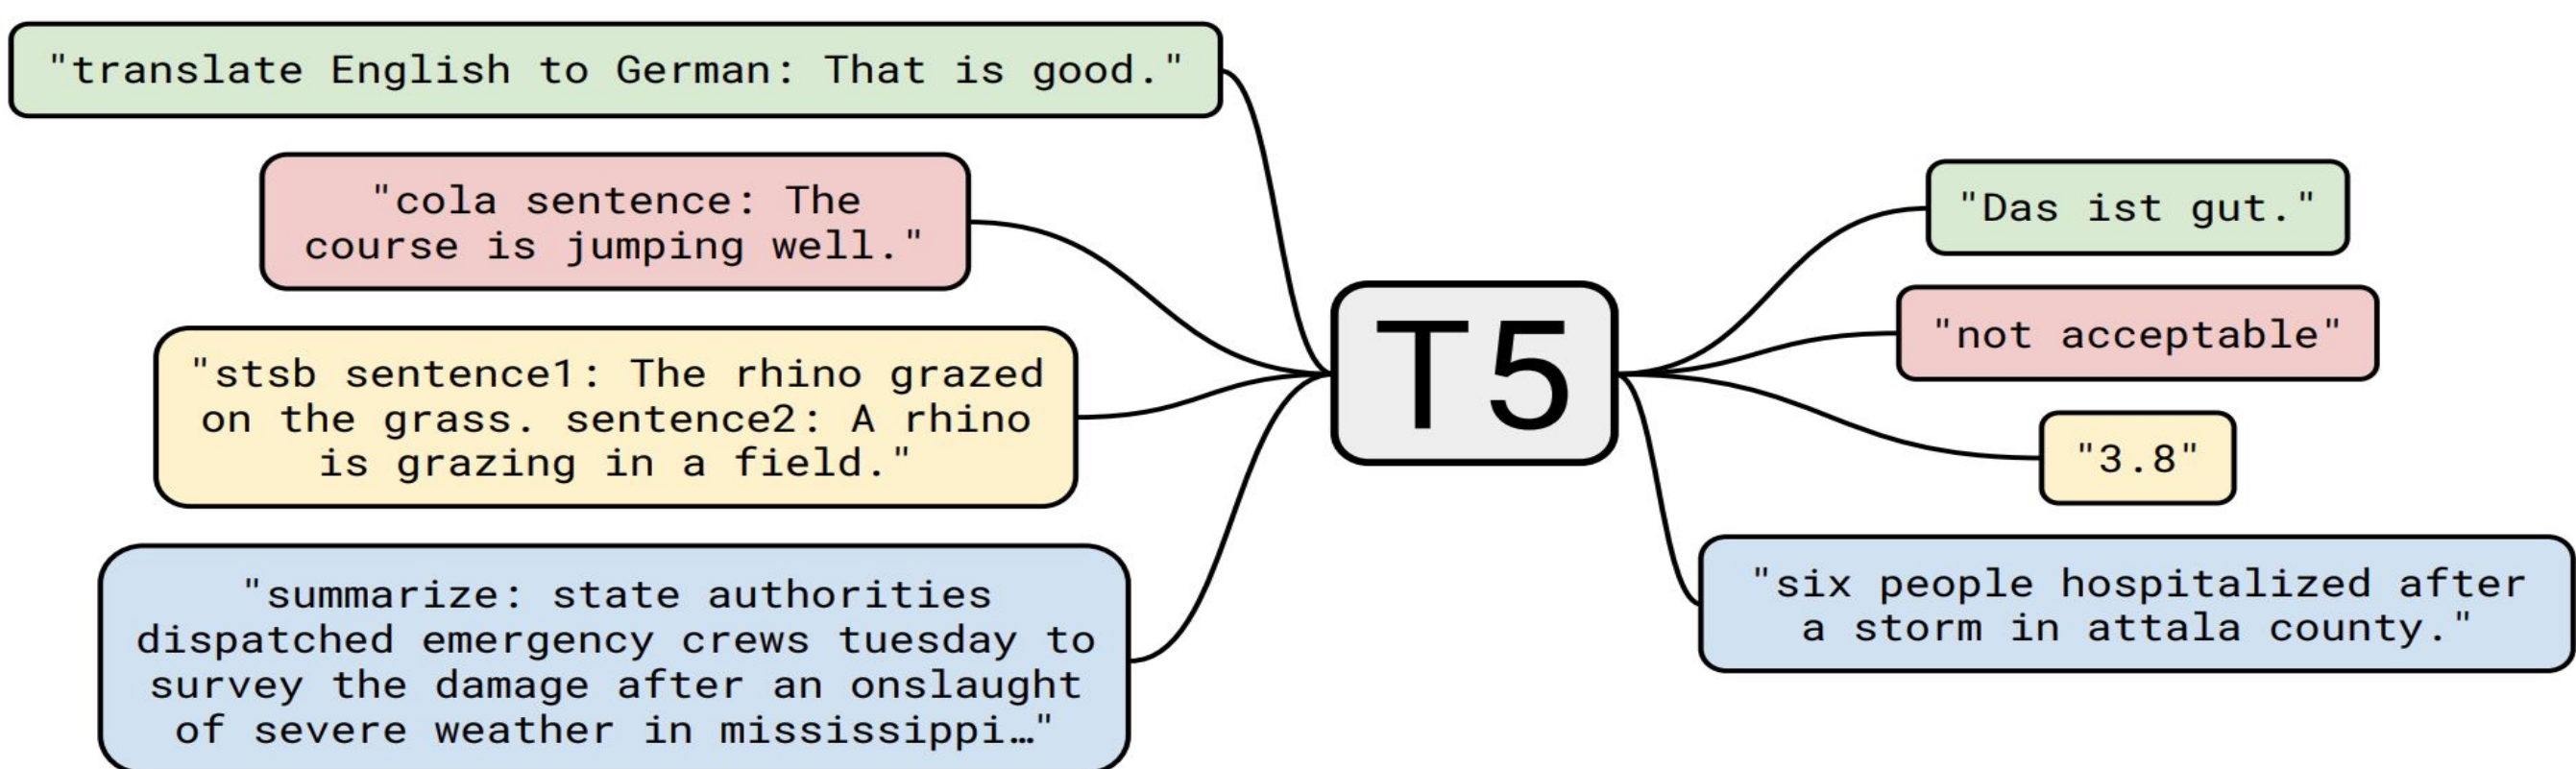 "translate English to German: That is good."
"cola sentence: The
course is jumping well."
"stsb sentence1: The rhino grazed
on the grass. sentence2: A rhino
is grazing in a field."
"summarize: state authorities
dispatched emergency crews tuesday to
survey the damage after an onslaught
of severe weather in mississippi…"
T5
"Das ist gut."
"not acceptable"
"3.8"
"six people hospitalized after
a storm in attala county."